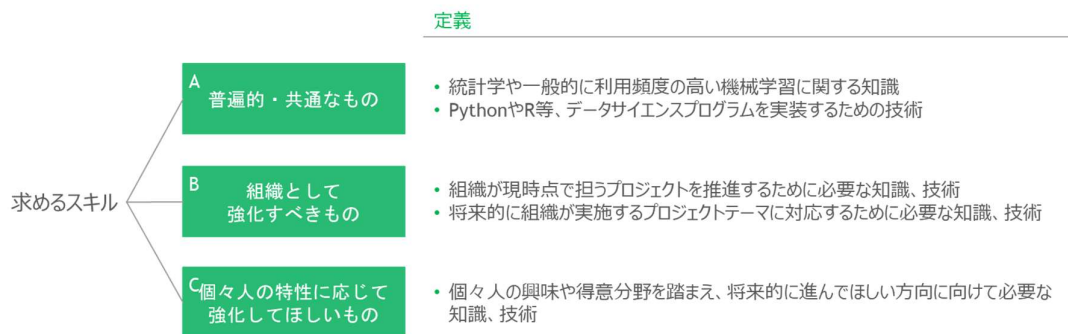 定義
求めるスキル
A
普遍的・共通なもの
• 統計学や一般的に利用頻度の高い機械学習に関する知識
• PythonやR等、データサイエンスプログラムを実装するための技術
B
組織として
強化すべきもの
• 組織が現時点で担うプロジェクトを推進するために必要な知識、技術
• 将来的に組織が実施するプロジェクトテーマに対応するために必要な知識、技術
C
個々人の特性に応じて
強化してほしいもの
• 個々人の興味や得意分野を踏まえ、将来的に進んでほしい方向に向けて必要な
知識、技術